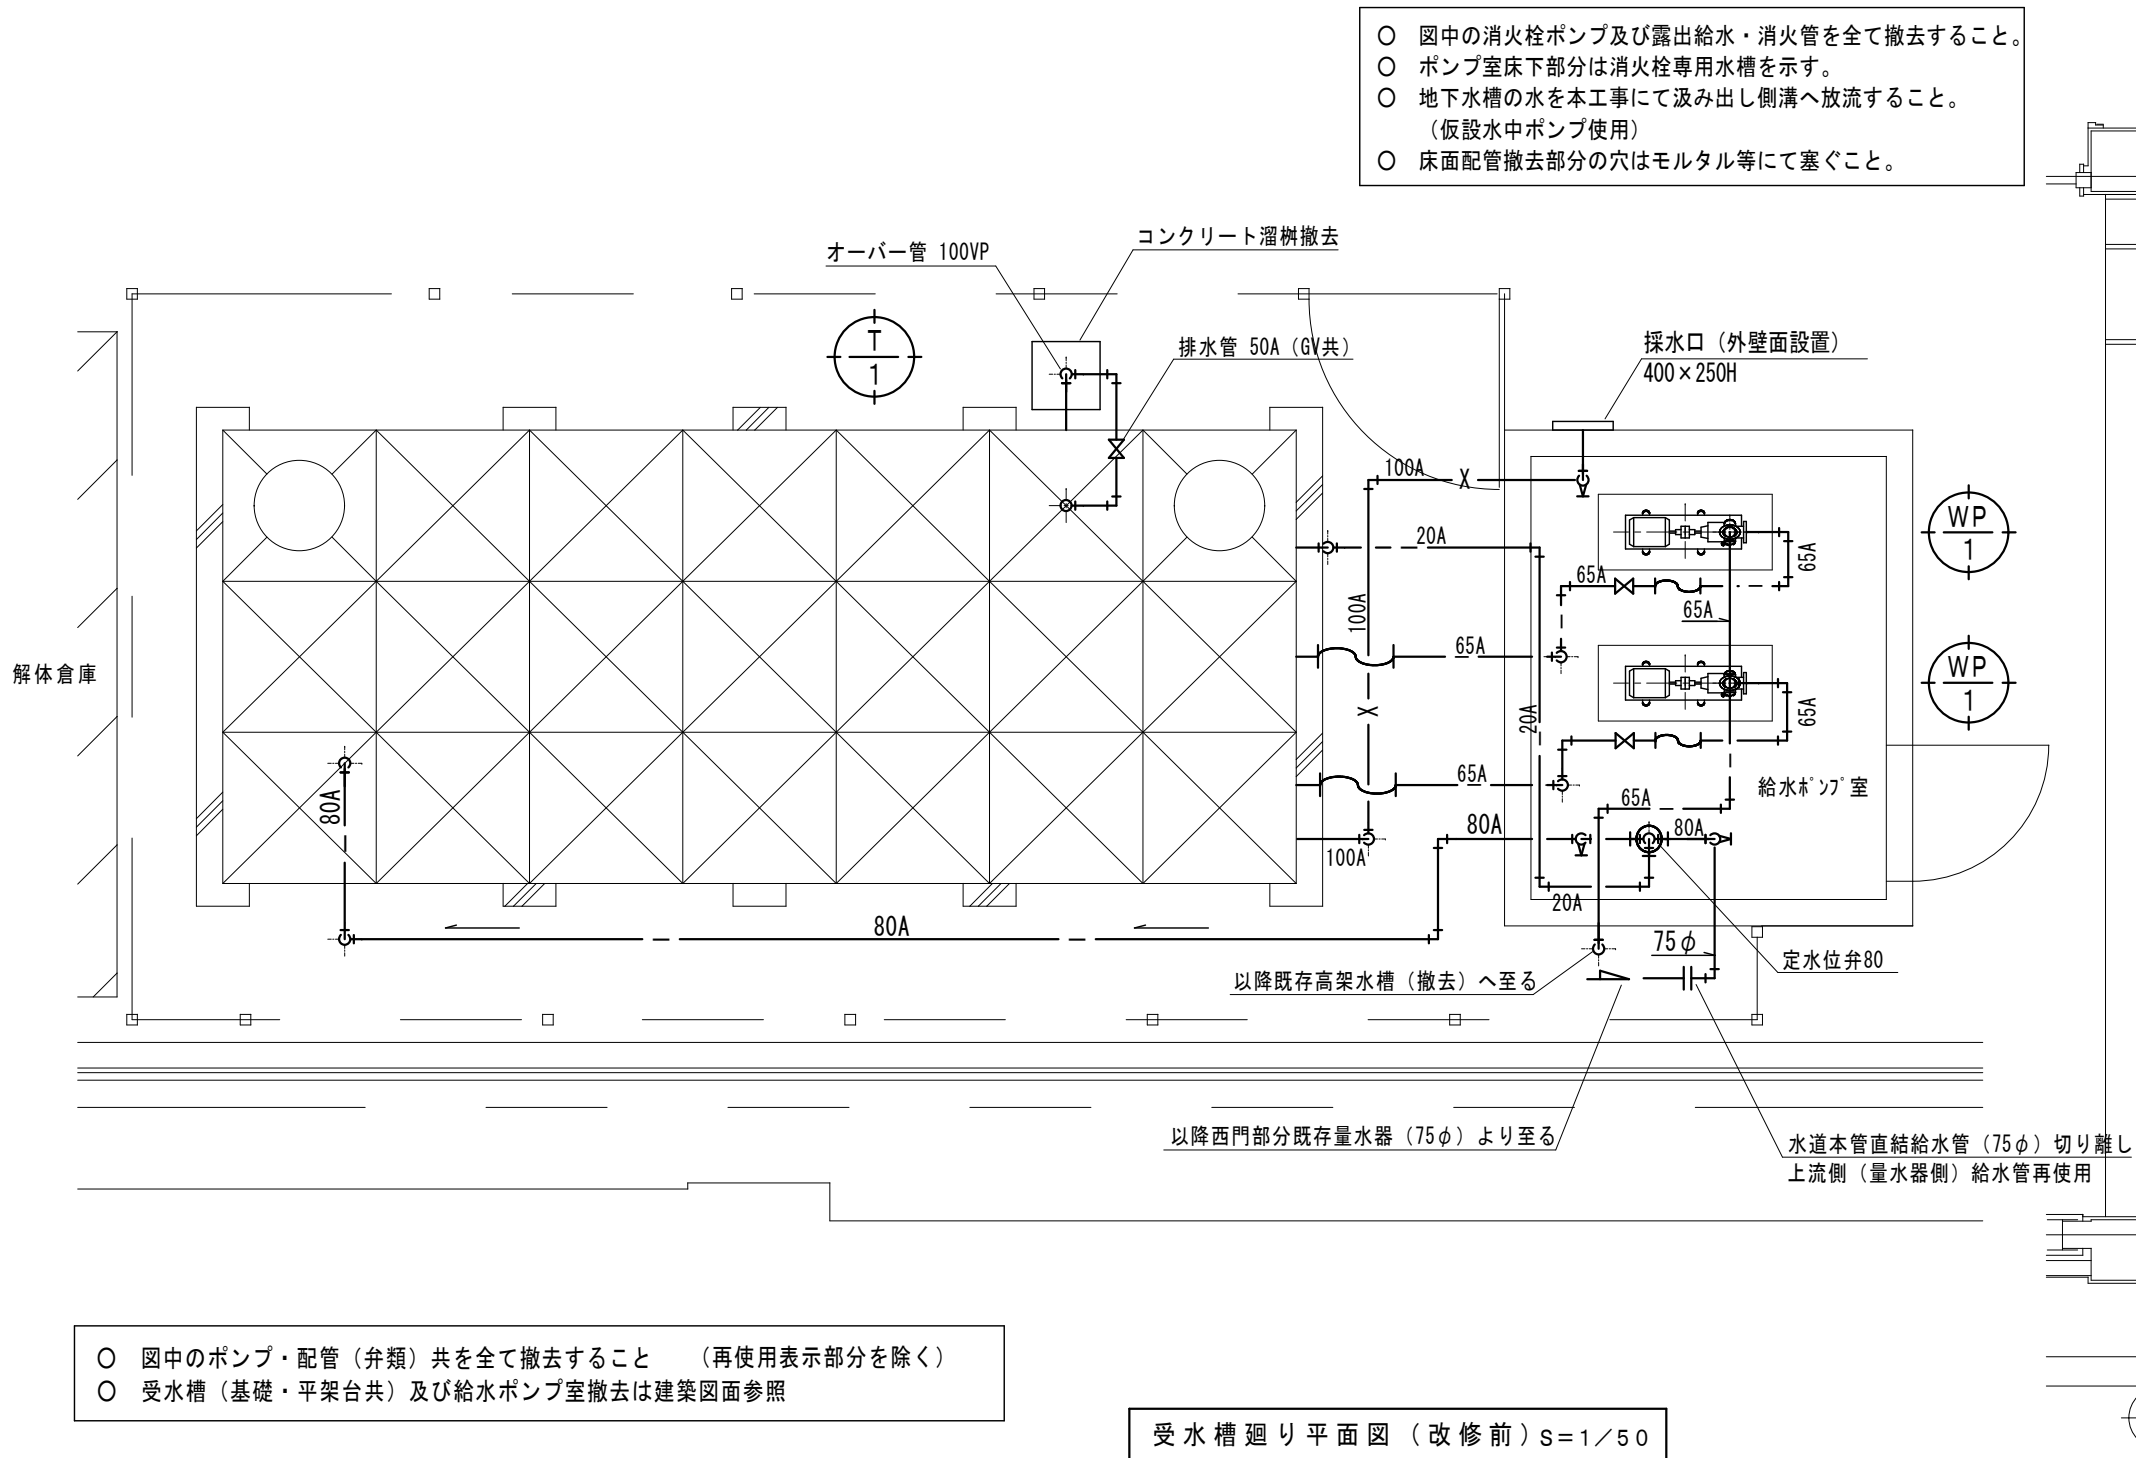 ○ 図中の消火栓ポンプ及び露出給水・消火管を全て撤去すること。
○ ポンプ室床下部分は消火栓専用水槽を示す。
○ 地下水槽の水を本工事にて汲み出し側溝へ放流すること。
（仮設水中ポンプ使用）
○ 床面配管撤去部分の穴はモルタル等にて塞ぐこと。
オーバー管 100VP
コンクリート溜桝撤去
T
1
排水管 50A（GV共）
採水口（外壁面設置）
400×250H
100A
X
20A
WP
1
65A
65A
65A
100A
65A
解体倉庫
WP
1
20A
X
65A
65A
給水ポンプ室
80A
65A
80A
80A
100A
20A
80A
75φ
定水位弁80
以降既存高架水槽（撤去）へ至る
以降西門部分既存量水器（75φ）より至る
水道本管直結給水管（75φ）切り離し
上流側（量水器側）給水管再使用
○ 図中のポンプ・配管（弁類）共を全て撤去すること （再使用表示部分を除く）
○ 受水槽（基礎・平架台共）及び給水ポンプ室撤去は建築図面参照
受水槽廻り平面図（改修前）S=1/50